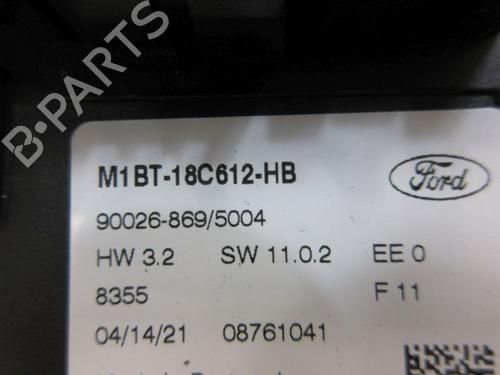 B-PARTS
M1BT-18C612-HB
Ford
90026-869/5004
HW 3.2 SW 11.0.2 EE 0
8355 F 11
04/14/21 08761041